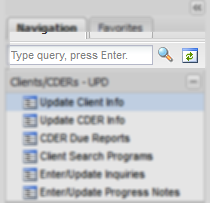 Navigation Favorites
Type query, press Enter.
Clients/CDERs - UPD
Update Client Info
Update CDER Info
CDER Due Reports
Client Search Programs
Enter/Update Inquiries
Enter/Update Progress Notes